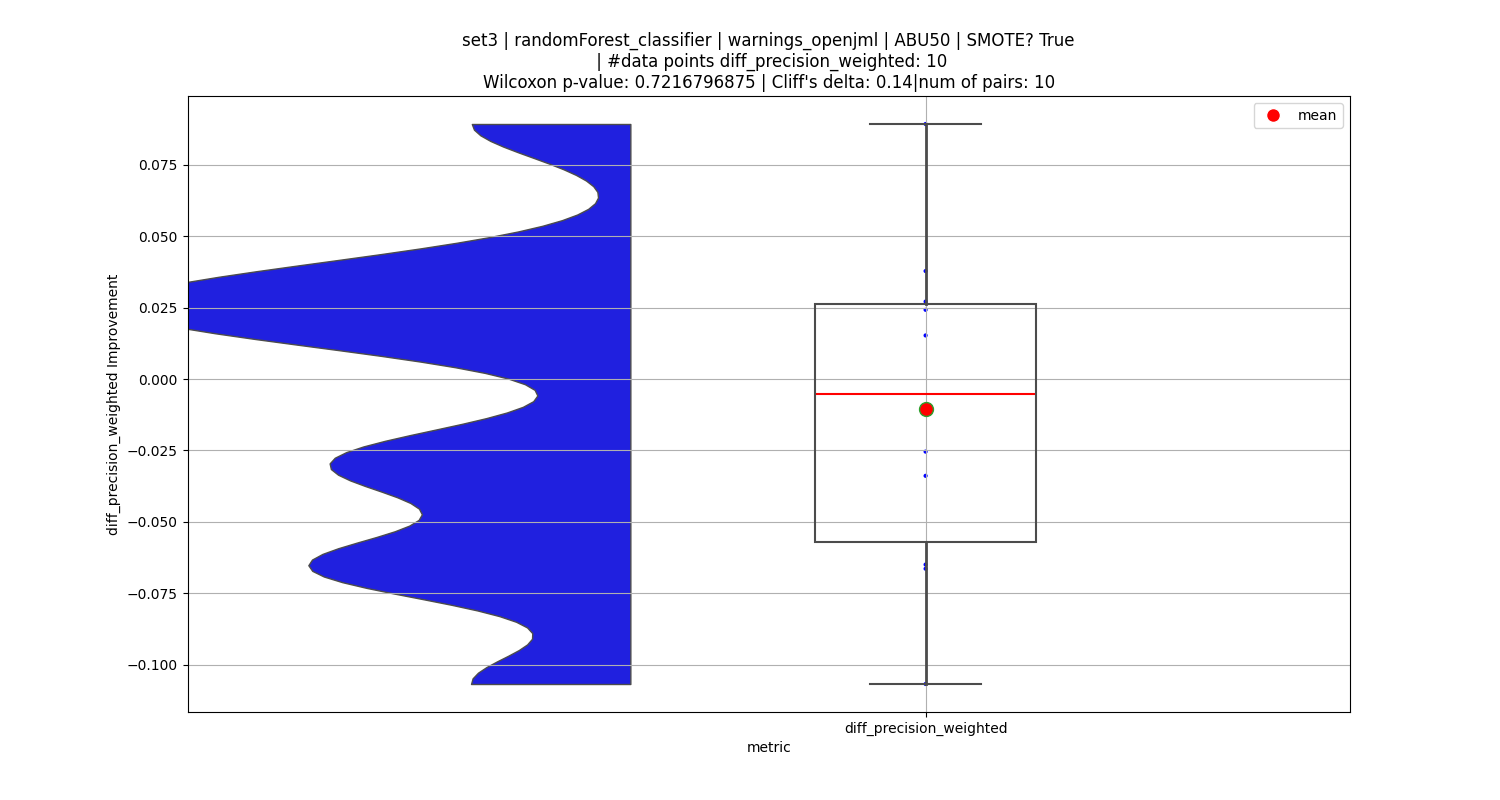 set3 | randomForest_classifier | warnings_openjml | ABU50 | SMOTE? True
| #data points diff_precision_weighted: 10
Wilcoxon p-value: 0.7216796875 | Cliff's delta: 0.14|num of pairs: 10
mean
0.075
0.050
0.025
0.000
−0.025
−0.050
−0.075
−0.100
diff_precision_weighted Improvement
diff_precision_weighted
metric